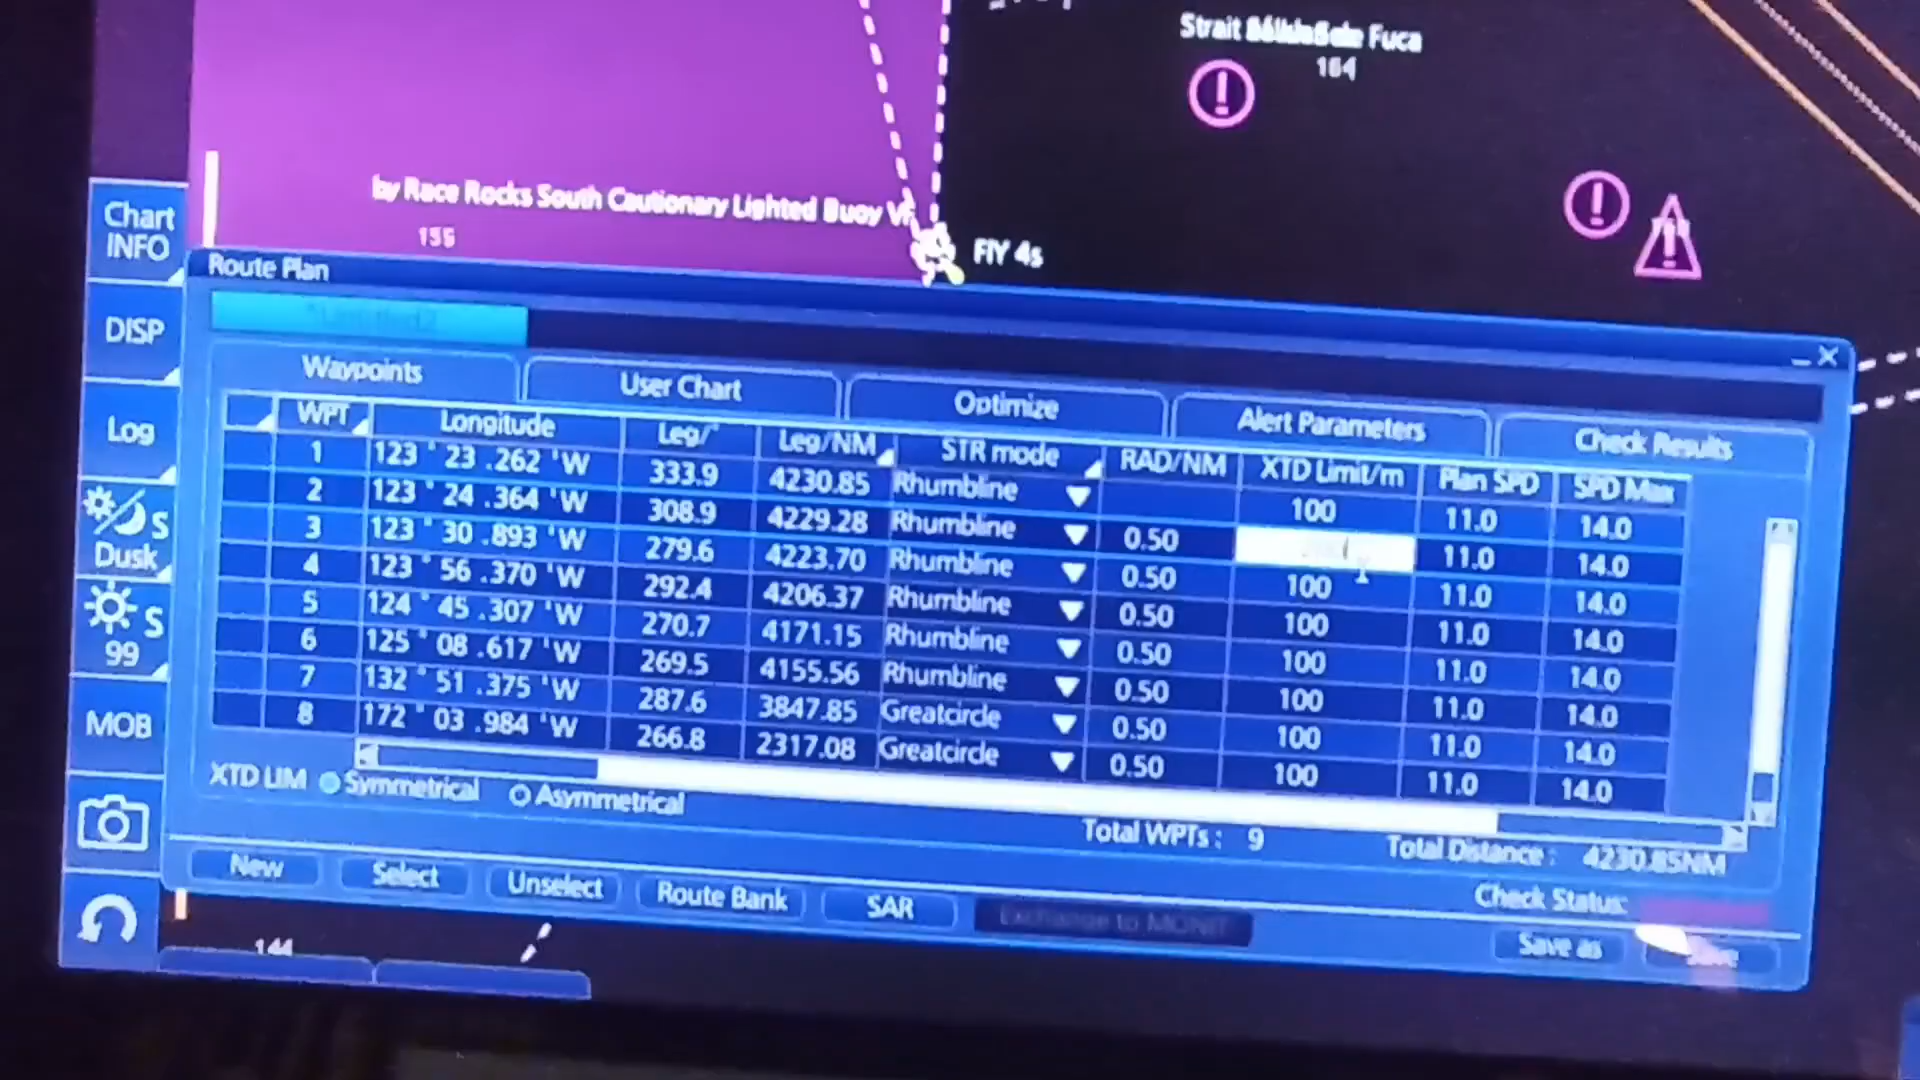 Strait Fuca
164
by Race Rocks South Cautionary Lighted Buoy
155
FlY 4s
Chart INFO
DISP
Log
S
Dusk
S
99
MOB
Route Plan
Waypoints User Chart Optimize Alert Parameters Check Results
WPT Longitude Leg/° Leg/NM STR mode RAD/NM XTD Limit/m Plan SPD SPD Max
1 123 ° 23 .262 'W 333.9 4230.85 Rhumbline 100 11.0 14.0
2 123 ° 24 .364 'W 308.9 4229.28 Rhumbline 0.50 11.0 14.0
3 123 ° 30 .893 'W 279.6 4223.70 Rhumbline 0.50 100 11.0 14.0
4 123 ° 56 .370 'W 292.4 4206.37 Rhumbline 0.50 100 11.0 14.0
5 124 ° 45 .307 'W 270.7 4171.15 Rhumbline 0.50 100 11.0 14.0
6 125 ° 08 .617 'W 269.5 4155.56 Rhumbline 0.50 100 11.0 14.0
7 132 ° 51 .375 'W 287.6 3847.85 Greatcircle 0.50 100 11.0 14.0
8 172 ° 03 .984 'W 266.8 2317.08 Greatcircle 0.50 100 11.0 14.0
XTD LIM Symmetrical Asymmetrical
Total WPTs : 9 Total Distance : 4230.85NM
Check Status:
New Select Unselect Route Bank SAR Exchange to MONIT Save as Save
144